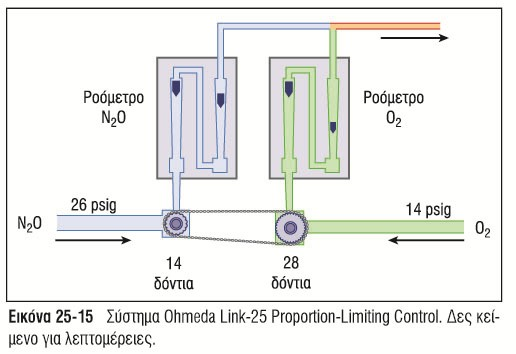 Ροόμετρο
N₂O
Ροόμετρο
O₂
26 psig
14 psig
N₂O
O₂
14
δόντια
28
δόντια
Εικόνα 25-15 Σύστημα Ohmeda Link-25 Proportion-Limiting Control. Δες κεί-
μενο για λεπτομέρειες.